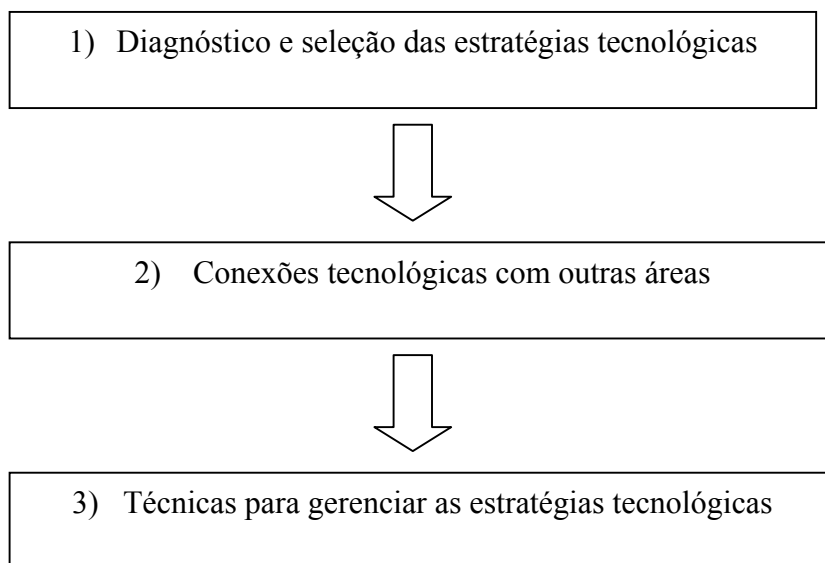 1) Diagnóstico e seleção das estratégias tecnológicas
2) Conexões tecnológicas com outras áreas
3) Técnicas para gerenciar as estratégias tecnológicas